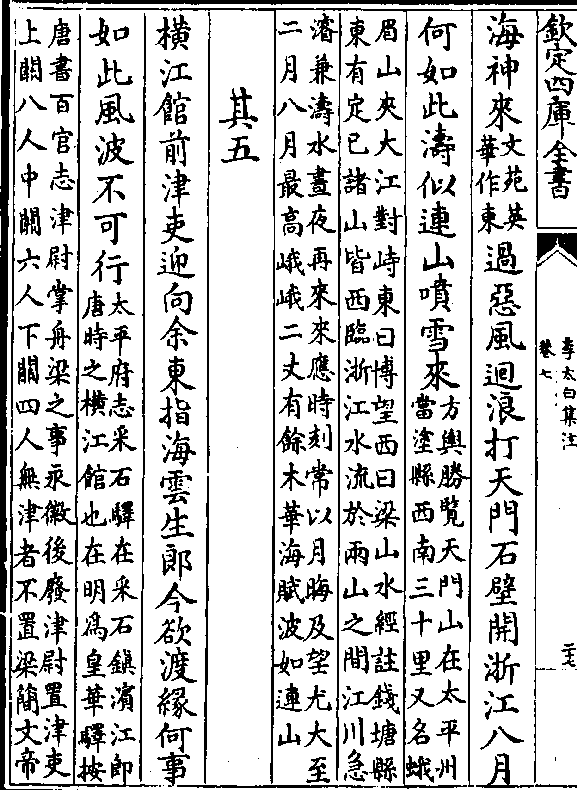 欽定四庫全書
李太白集注
卷七
海神來文苑英
華作東過惡風迴浪打天門石壁開浙江八月
何如此濤似連山噴雪來方輿勝覽天門山在太平州
當塗縣西南三十里又名蛾
眉山夾大江對峙東曰博望西曰梁山水經註錢塘縣
東有定已諸山皆西臨浙江水流於兩山之間江川急
濬兼濤水晝夜再來來應時刻常以月晦及望尤大至
二月八月最高峨峨二丈有餘木華海賦波如連山
其五
橫江館前津吏迎向余東指海雲生郎今欲渡緣何事
如此風波不可行太平府志采石驛在采石鎮濱江即
唐時之橫江館也在明為皇華驛按
唐書百官志津尉掌舟梁之事永徽後廢津尉置津吏
上關八人中關六人下關四人無津者不置梁簡文帝